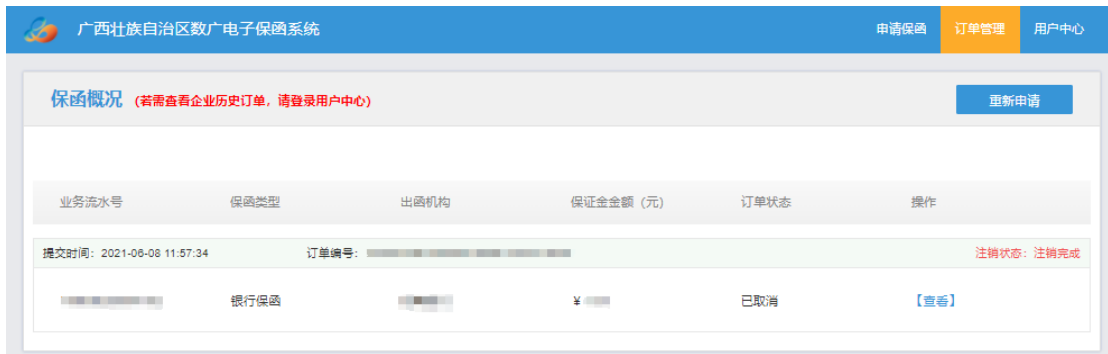 广西壮族自治区数广电子保函系统 申请保函 订单管理 用户中心
保函概况 (若需查看企业历史订单，请登录用户中心) 重新申请
业务流水号 保函类型 出函机构 保证金金额（元） 订单状态 操作
提交时间：2021-06-08 11:57:34 订单编号： 注销状态：注销完成
银行保函 ¥ 已取消 【查看】